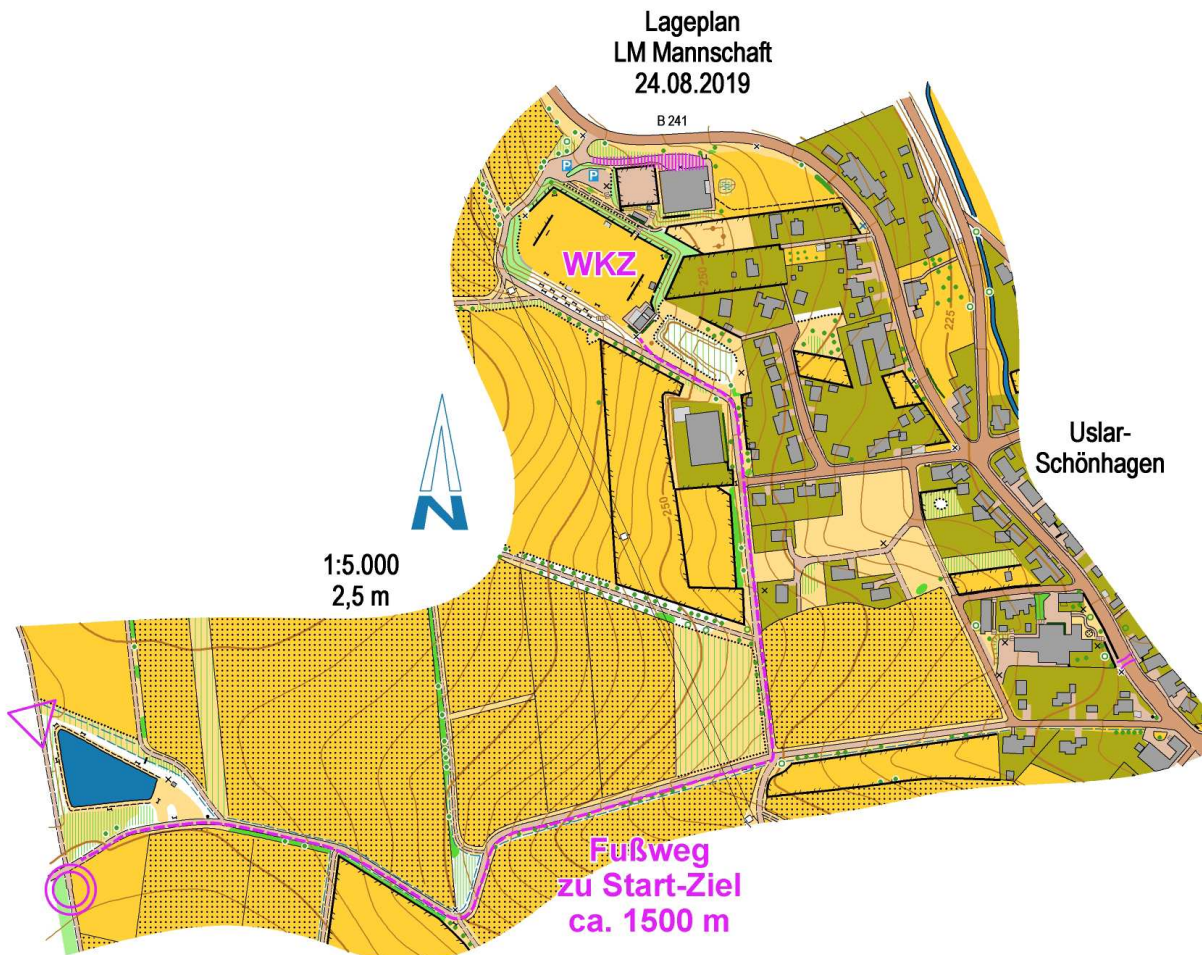 Lageplan
LM Mannschaft
24.08.2019
B 241
P
P
WKZ
250
225
Uslar-
Schönhagen
N
250
1:5.000
2,5 m
Fußweg
zu Start-Ziel
ca. 1500 m